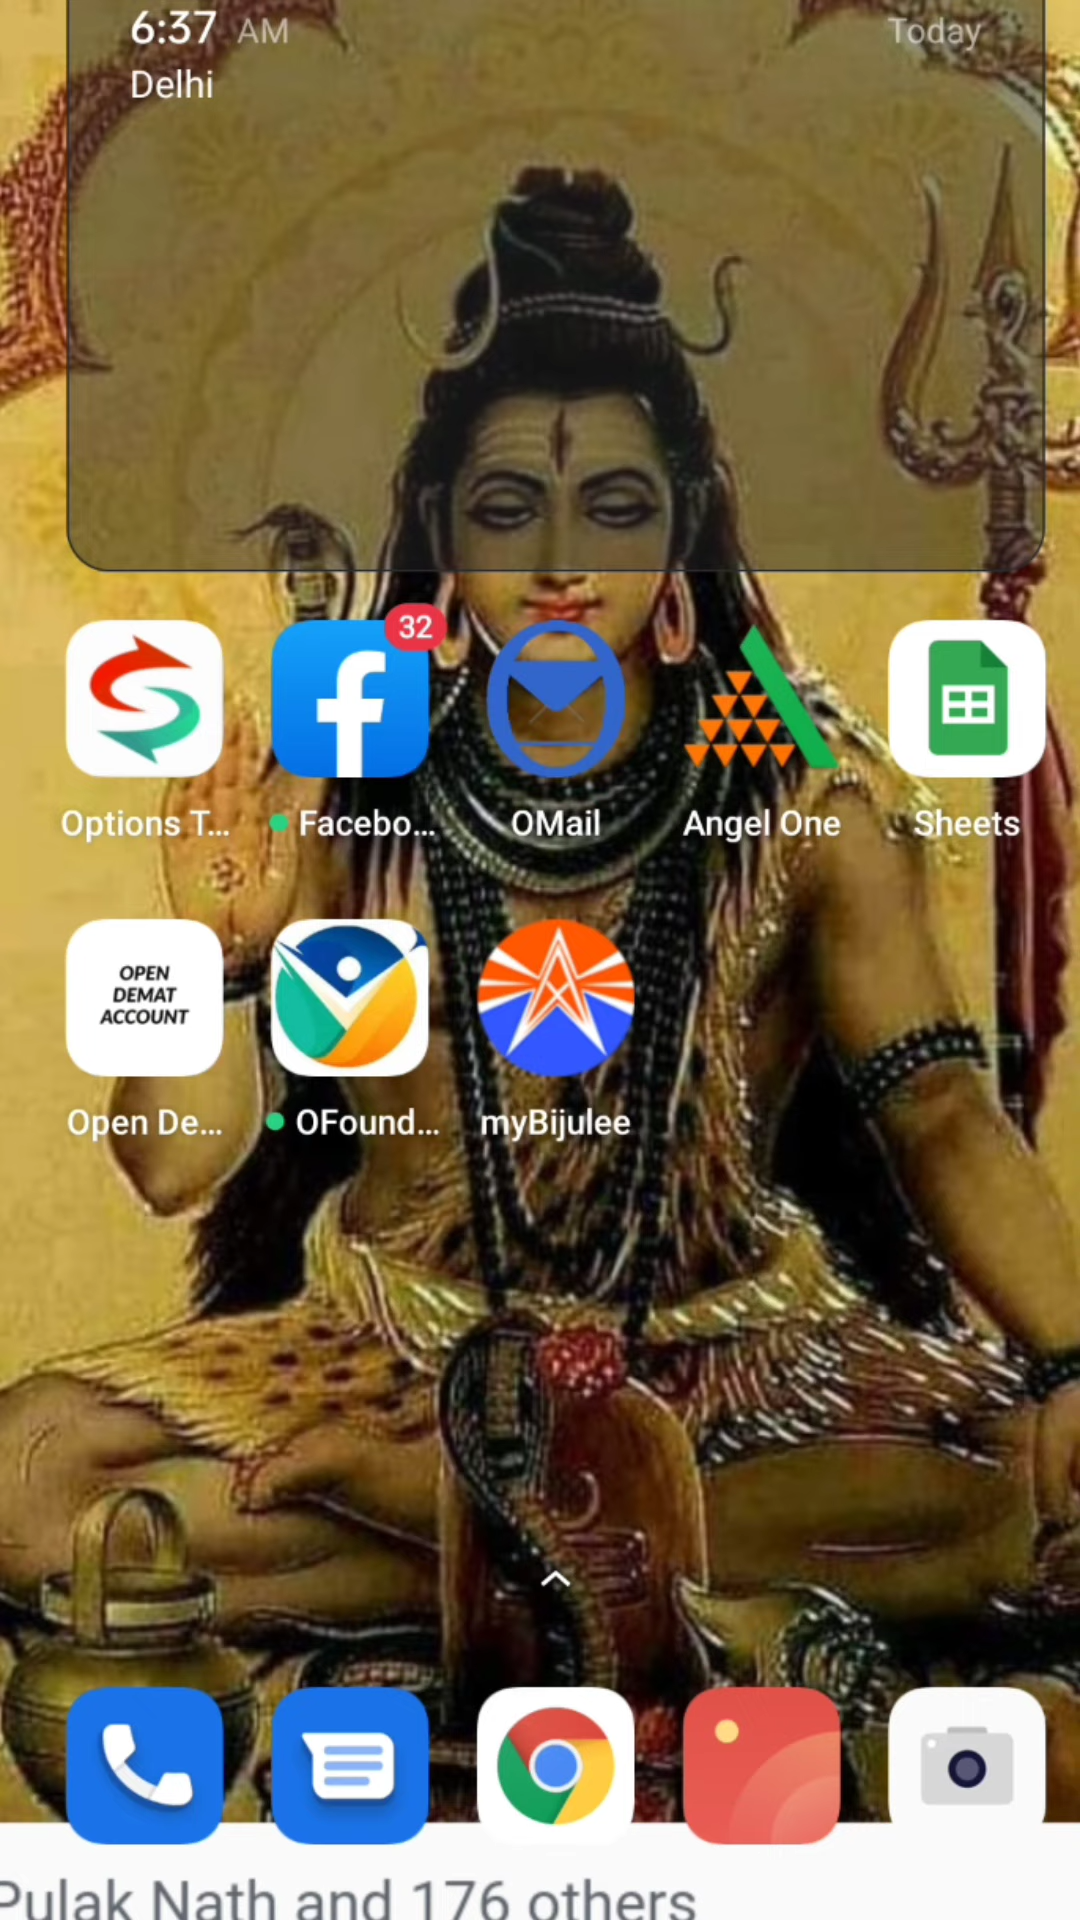 6:37 AM
Today
Delhi
32
Options T...
Facebo...
OMail
Angel One
Sheets
OPEN
DEMAT
ACCOUNT
Open De...
OFound...
myBijulee
Pulak Nath and 176 others